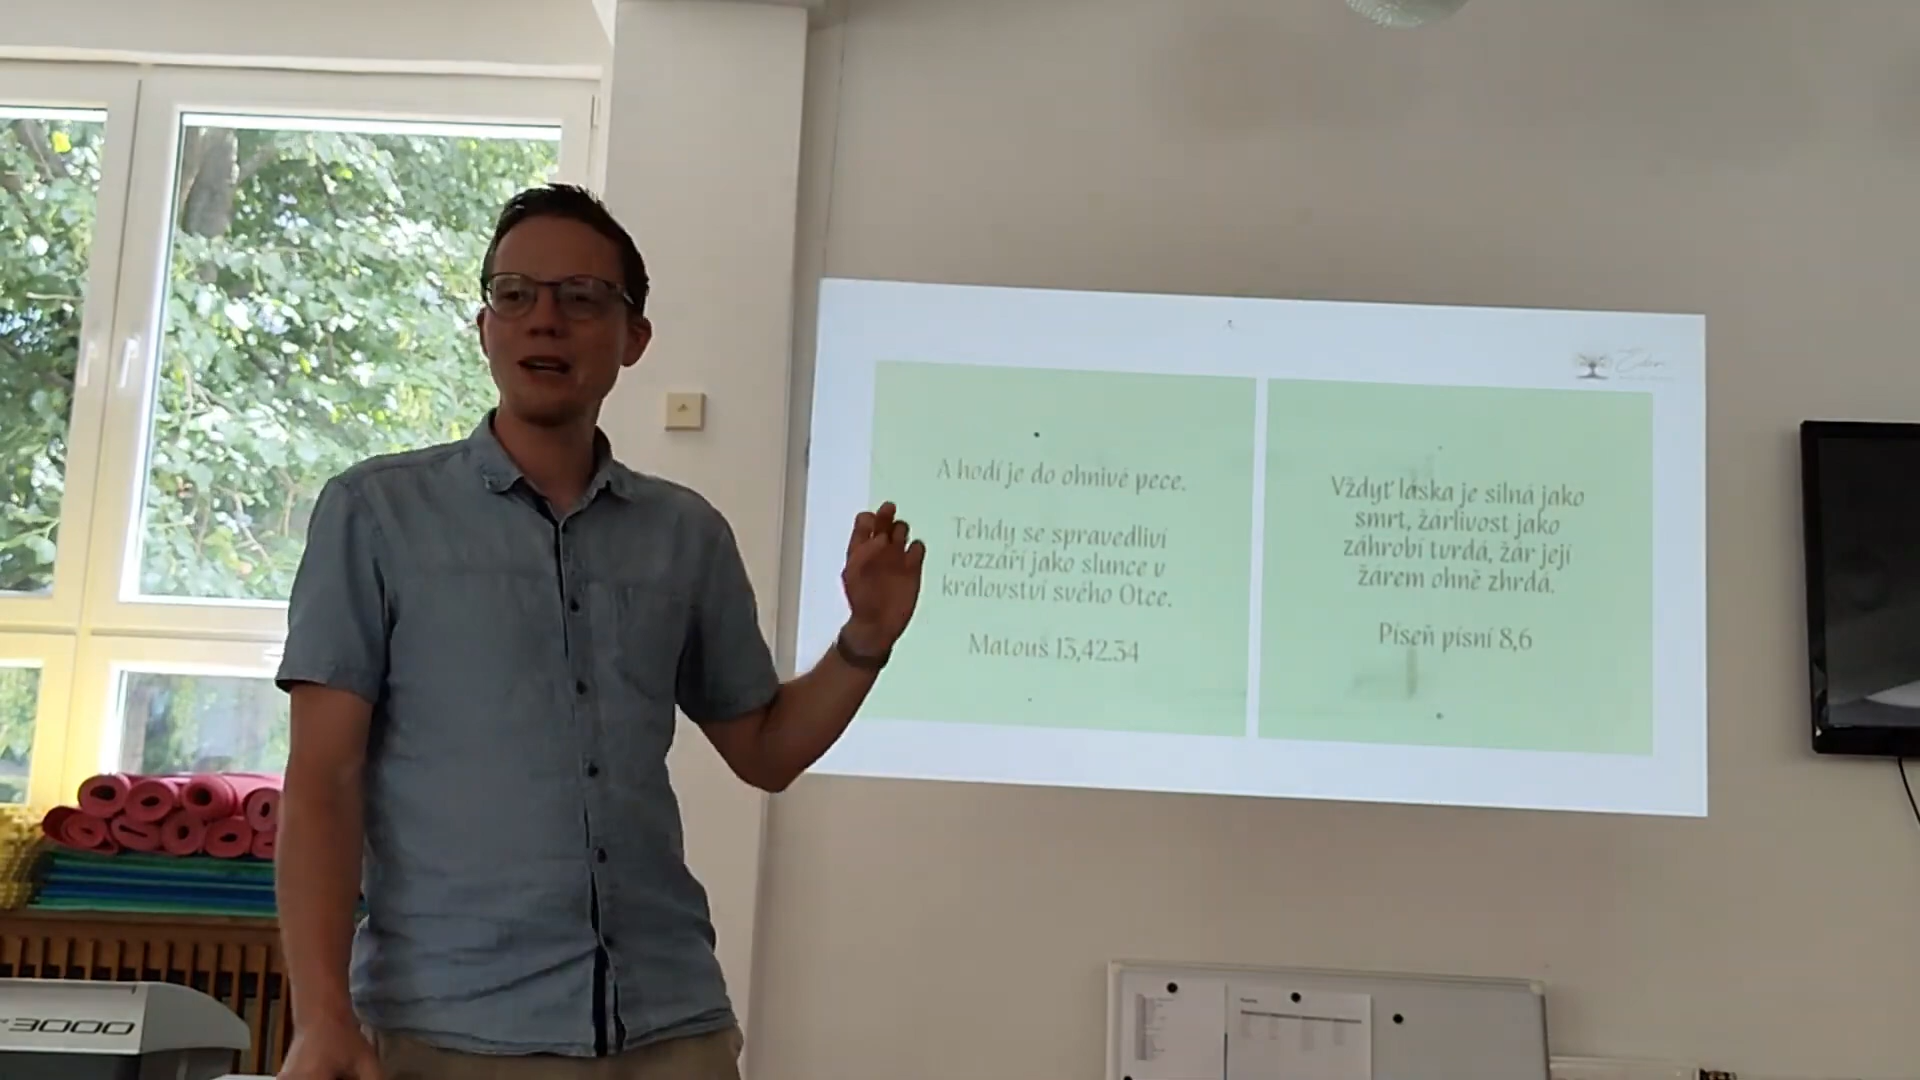 A hodí je do ohnivé pece.
Tehdy se spravedliví
rozzáří jako slunce v
království svého Otce.
Matouš 13,42.34
Vždyť láska je silná jako
smrt, žárlivost jako
záhrobí tvrdá, žár její
žárem ohně zhrdá.
Píseň písní 8,6
Eden
3000